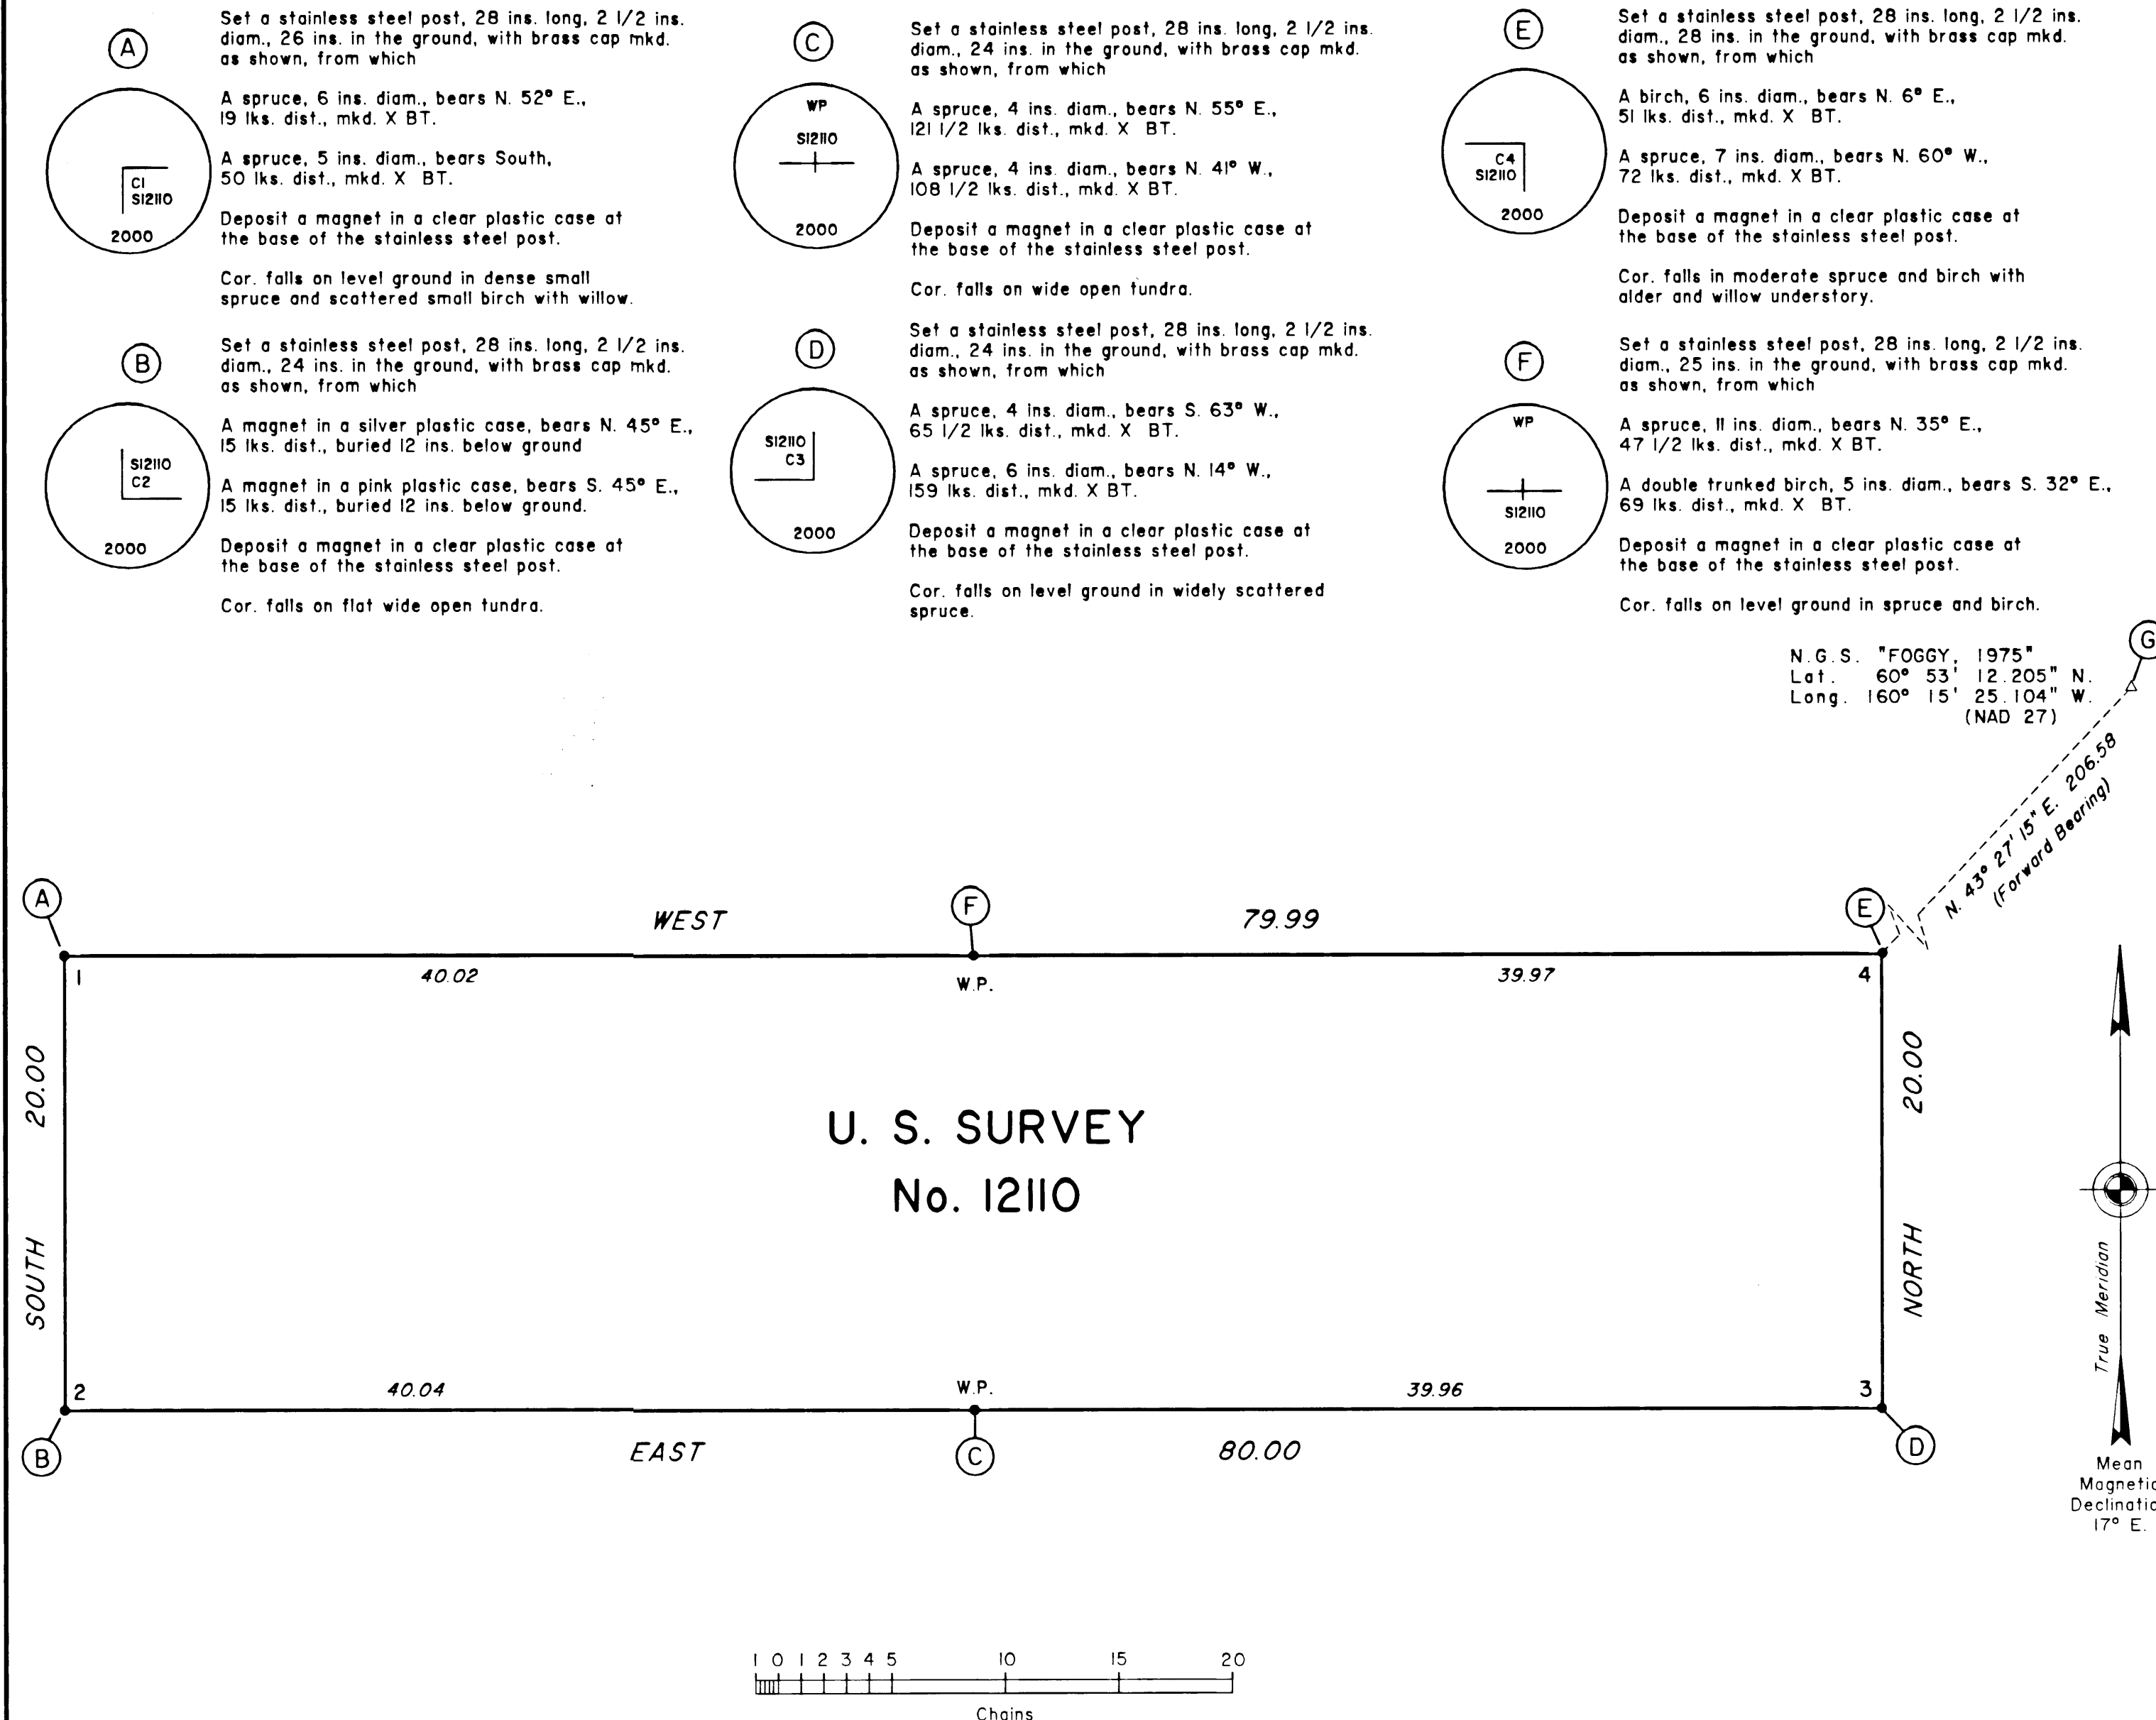 A
Set a stainless steel post, 28 ins. long, 2 1/2 ins.
diam., 26 ins. in the ground, with brass cap mkd.
as shown, from which
A spruce, 6 ins. diam., bears N. 52° E.,
19 lks. dist., mkd. X BT.
A spruce, 5 ins. diam., bears South,
50 lks. dist., mkd. X BT.
Deposit a magnet in a clear plastic case at
the base of the stainless steel post.
Cor. falls on level ground in dense small
spruce and scattered small birch with willow.
C1
S12110
2000
B
Set a stainless steel post, 28 ins. long, 2 1/2 ins.
diam., 24 ins. in the ground, with brass cap mkd.
as shown, from which
A magnet in a silver plastic case, bears N. 45° E.,
15 lks. dist., buried 12 ins. below ground
A magnet in a pink plastic case, bears S. 45° E.,
15 lks. dist., buried 12 ins. below ground.
Deposit a magnet in a clear plastic case at
the base of the stainless steel post.
Cor. falls on flat wide open tundra.
S12110
C2
2000
C
Set a stainless steel post, 28 ins. long, 2 1/2 ins.
diam., 24 ins. in the ground, with brass cap mkd.
as shown, from which
A spruce, 4 ins. diam., bears N. 55° E.,
121 1/2 lks. dist., mkd. X BT.
A spruce, 4 ins. diam., bears N. 41° W.,
108 1/2 lks. dist., mkd. X BT.
Deposit a magnet in a clear plastic case at
the base of the stainless steel post.
Cor. falls on wide open tundra.
WP
S12110
2000
D
Set a stainless steel post, 28 ins. long, 2 1/2 ins.
diam., 24 ins. in the ground, with brass cap mkd.
as shown, from which
A spruce, 4 ins. diam., bears S. 63° W.,
65 1/2 lks. dist., mkd. X BT.
A spruce, 6 ins. diam., bears N. 14° W.,
159 lks. dist., mkd. X BT.
Deposit a magnet in a clear plastic case at
the base of the stainless steel post.
Cor. falls on level ground in widely scattered
spruce.
S12110
C3
2000
E
Set a stainless steel post, 28 ins. long, 2 1/2 ins.
diam., 28 ins. in the ground, with brass cap mkd.
as shown, from which
A birch, 6 ins. diam., bears N. 6° E.,
51 lks. dist., mkd. X BT.
A spruce, 7 ins. diam., bears N. 60° W.,
72 lks. dist., mkd. X BT.
Deposit a magnet in a clear plastic case at
the base of the stainless steel post.
Cor. falls in moderate spruce and birch with
alder and willow understory.
C4
S12110
2000
F
Set a stainless steel post, 28 ins. long, 2 1/2 ins.
diam., 25 ins. in the ground, with brass cap mkd.
as shown, from which
A spruce, 11 ins. diam., bears N. 35° E.,
47 1/2 lks. dist., mkd. X BT.
A double trunked birch, 5 ins. diam., bears S. 32° E.,
69 lks. dist., mkd. X BT.
Deposit a magnet in a clear plastic case at
the base of the stainless steel post.
Cor. falls on level ground in spruce and birch.
WP
S12110
2000
G
N.G.S. "FOGGY, 1975"
Lat. 60° 53' 12.205" N.
Long. 160° 15' 25.104" W.
(NAD 27)
N. 43° 27' 15" E. 206.58
(Forward Bearing)
A
WEST
F
79.99
E
1
40.02
W.P.
39.97
4
SOUTH 20.00
NORTH 20.00
U. S. SURVEY
No. 12110
2
40.04
W.P.
39.96
3
B
EAST
C
80.00
D
True Meridian
Mean
Magnetic
Declination
17° E.
1 0 1 2 3 4 5 10 15 20
Chains